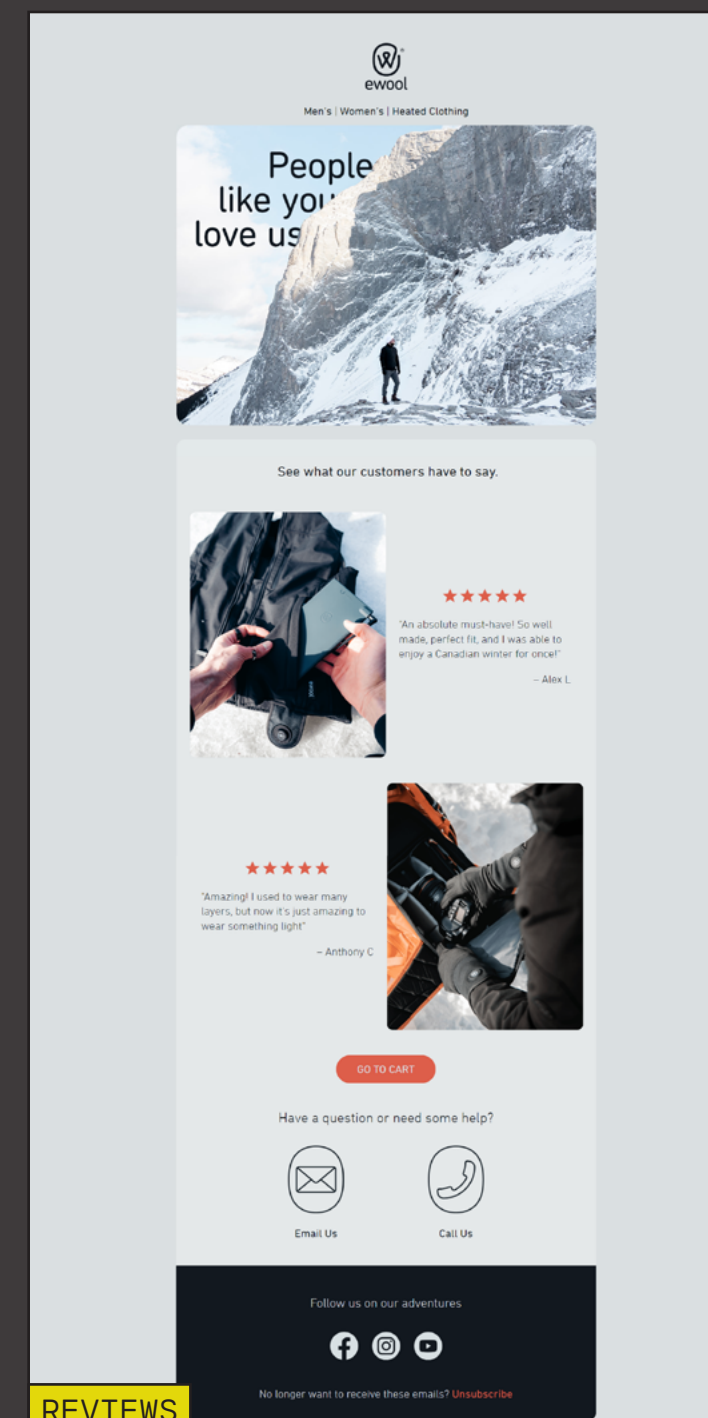 ewool
Men's | Women's | Heated Clothing
People
like you
love us
See what our customers have to say.
★★★★★
"An absolute must-have! So well
made, perfect fit, and I was able to
enjoy a Canadian winter for once!"
– Alex L
★★★★★
"Amazing! I used to wear many
layers, but now it's just amazing to
wear something light"
– Anthony C
GO TO CART
Have a question or need some help?
Email Us
Call Us
Follow us on our adventures
No longer want to receive these emails? Unsubscribe
REVIEWS